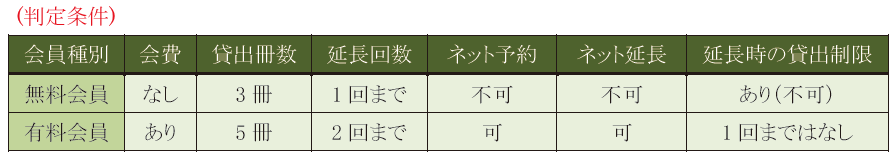 (判定条件)
会員種別 会費 貸出冊数 延長回数 ネット予約 ネット延長 延長時の貸出制限
無料会員 なし 3冊 1回まで 不可 不可 あり(不可)
有料会員 あり 5冊 2回まで 可 可 1回まではなし